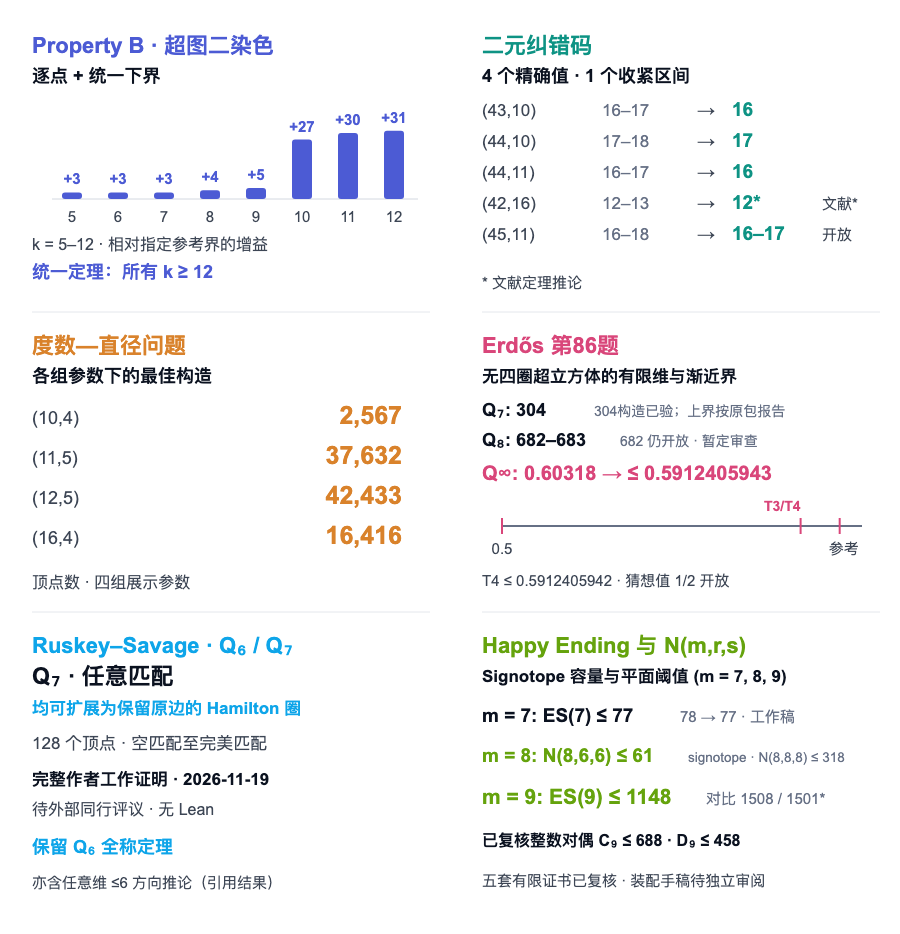 Property B · 超图二染色
逐点 + 统一下界
+3 +3 +3 +4 +5 +27 +30 +31
5 6 7 8 9 10 11 12
k = 5–12 · 相对指定参考界的增益
统一定理：所有 k ≥ 12
二元纠错码
4 个精确值 · 1 个收紧区间
(43,10) 16–17 → 16
(44,10) 17–18 → 17
(44,11) 16–17 → 16
(42,16) 12–13 → 12* 文献*
(45,11) 16–18 → 16–17 开放
* 文献定理推论
度数—直径问题
各组参数下的最佳构造
(10,4) 2,567
(11,5) 37,632
(12,5) 42,433
(16,4) 16,416
顶点数 · 四组展示参数
Erdős 第86题
无四圈超立方体的有限维与渐近界
Q₇: 304 304构造已验；上界按原包报告
Q₈: 682–683 682 仍开放 · 暂定审查
Q∞: 0.60318 → ≤ 0.5912405943
T3/T4
0.5 参考
T4 ≤ 0.5912405942 · 猜想值 1/2 开放
Ruskey–Savage · Q₆ / Q₇
Q₇ · 任意匹配
均可扩展为保留原边的 Hamilton 圈
128 个顶点 · 空匹配至完美匹配
完整作者工作证明 · 2026-11-19
待外部同行评议 · 无 Lean
保留 Q₆ 全称定理
亦含任意维 ≤6 方向推论（引用结果）
Happy Ending 与 N(m,r,s)
Signotope 容量与平面阈值 (m = 7, 8, 9)
m = 7: ES(7) ≤ 77 78 → 77 · 工作稿
m = 8: N(8,6,6) ≤ 61 signotope · N(8,8,8) ≤ 318
m = 9: ES(9) ≤ 1148 对比 1508 / 1501*
已复核整数对偶 C₉ ≤ 688 · D₉ ≤ 458
五套有限证书已复核 · 装配手稿待独立审阅